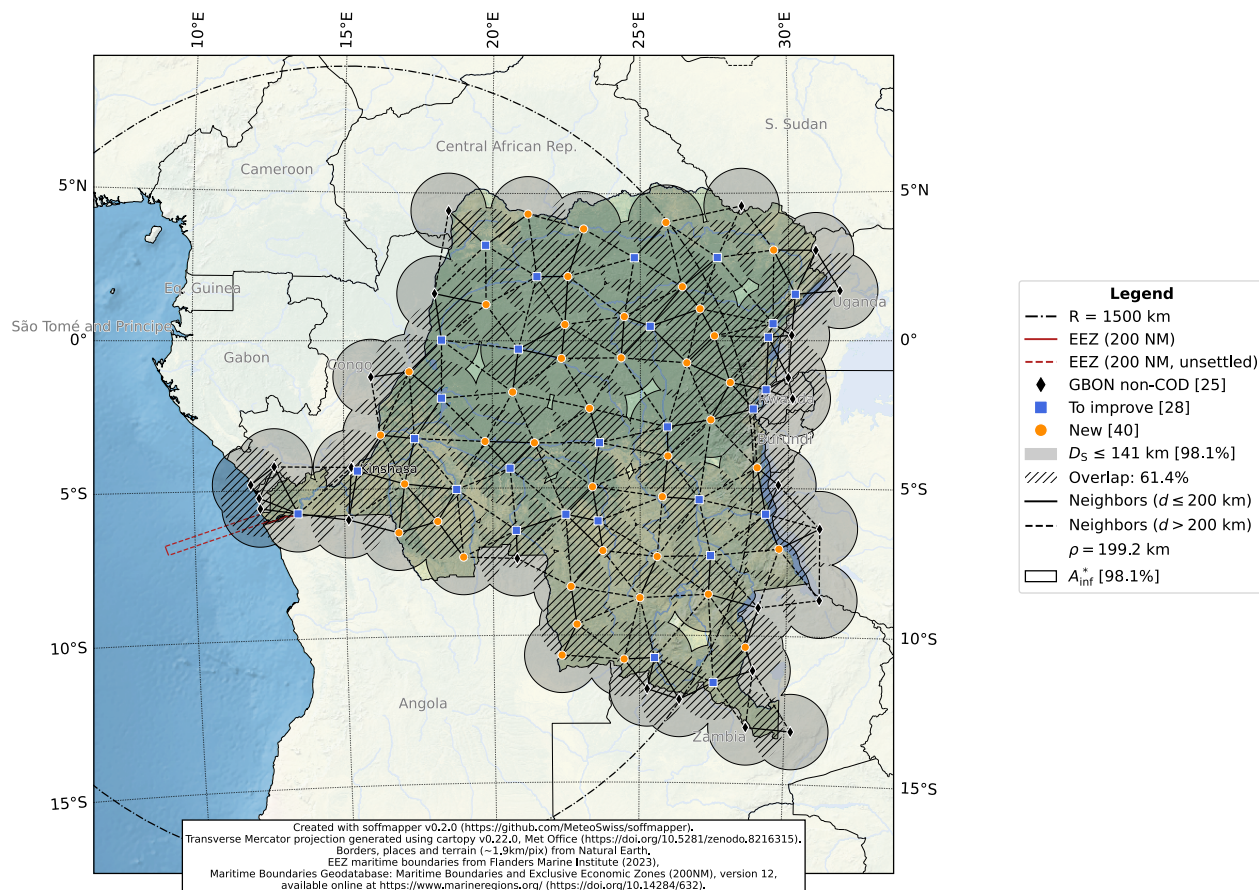 10°E
15°E
20°E
25°E
30°E
S. Sudan
Central African Rep.
Cameroon
5°N
5°N
Eq. Guinea
Uganda
São Tomé and Principe
0°
0°
Gabon
Congo
Burundi
5°S
5°S
10°S
10°S
Angola
Zambia
15°S
15°S
Legend
R = 1500 km
EEZ (200 NM)
EEZ (200 NM, unsettled)
GBON non-COD [25]
To improve [28]
New [40]
D_S ≤ 141 km [98.1%]
Overlap: 61.4%
Neighbors (d ≤ 200 km)
Neighbors (d > 200 km)
ρ = 199.2 km
A*_inf [98.1%]
Created with soffmapper v0.2.0 (https://github.com/MeteoSwiss/soffmapper).
Transverse Mercator projection generated using cartopy v0.22.0, Met Office (https://doi.org/10.5281/zenodo.8216315).
Borders, places and terrain (~1.9km/pix) from Natural Earth.
EEZ maritime boundaries from Flanders Marine Institute (2023),
Maritime Boundaries Geodatabase: Maritime Boundaries and Exclusive Economic Zones (200NM), version 12,
available online at https://www.marineregions.org/ (https://doi.org/10.14284/632).